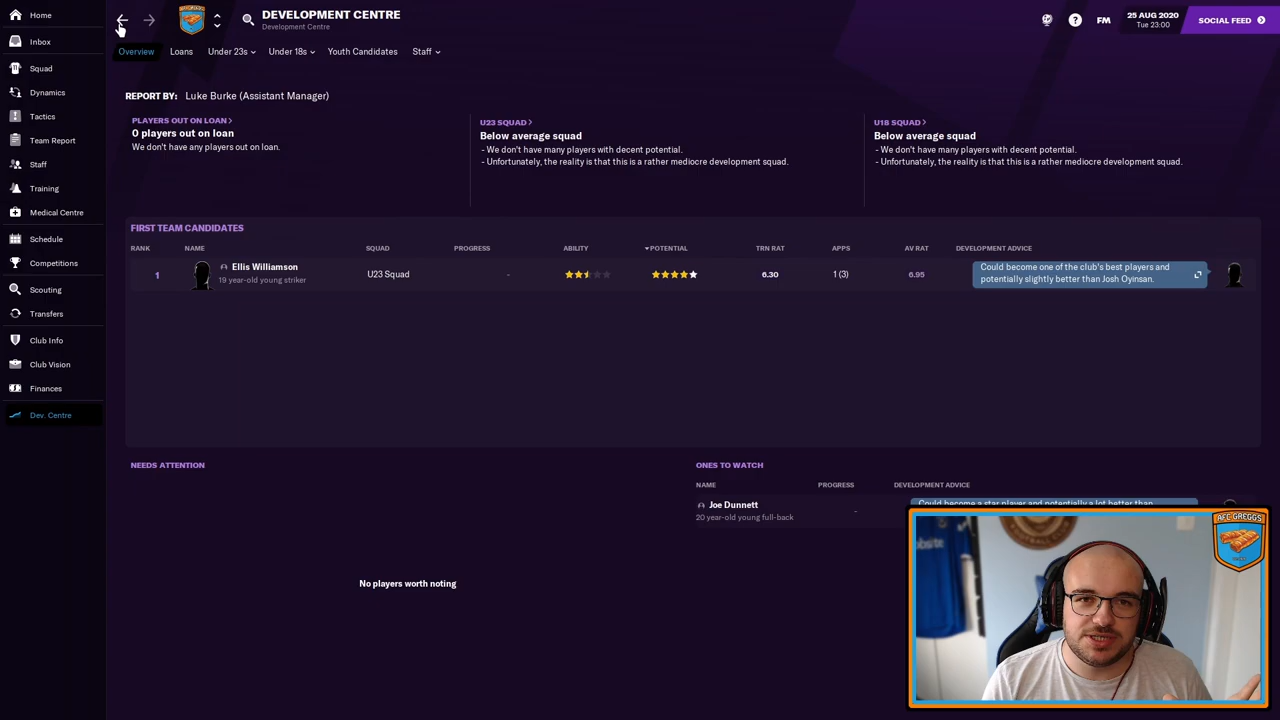 Home
DEVELOPMENT CENTRE
Development Centre
25 AUG 2020
Tue 23:00
FM
SOCIAL FEED
Inbox
Squad
Dynamics
Tactics
Team Report
Staff
Training
Medical Centre
Schedule
Competitions
Scouting
Transfers
Club Info
Club Vision
Finances
Dev. Centre
Overview Loans Under 23s Under 18s Youth Candidates Staff
REPORT BY: Luke Burke (Assistant Manager)
PLAYERS OUT ON LOAN
0 players out on loan
We don't have any players out on loan.
U23 SQUAD
Below average squad
- We don't have many players with decent potential.
- Unfortunately, the reality is that this is a rather mediocre development squad.
U18 SQUAD
Below average squad
- We don't have many players with decent potential.
- Unfortunately, the reality is that this is a rather mediocre development squad.
FIRST TEAM CANDIDATES
RANK NAME SQUAD PROGRESS ABILITY POTENTIAL TRN RAT APPS AV RAT DEVELOPMENT ADVICE
1 Ellis Williamson U23 Squad - 6.30 1 (3) 6.95
19 year-old young striker
Could become one of the club's best players and
potentially slightly better than Josh Oyinsan.
NEEDS ATTENTION
No players worth noting
ONES TO WATCH
NAME PROGRESS DEVELOPMENT ADVICE
Joe Dunnett -
20 year-old young full-back
Could become a star player and potentially a lot better than
AFC GREGGS